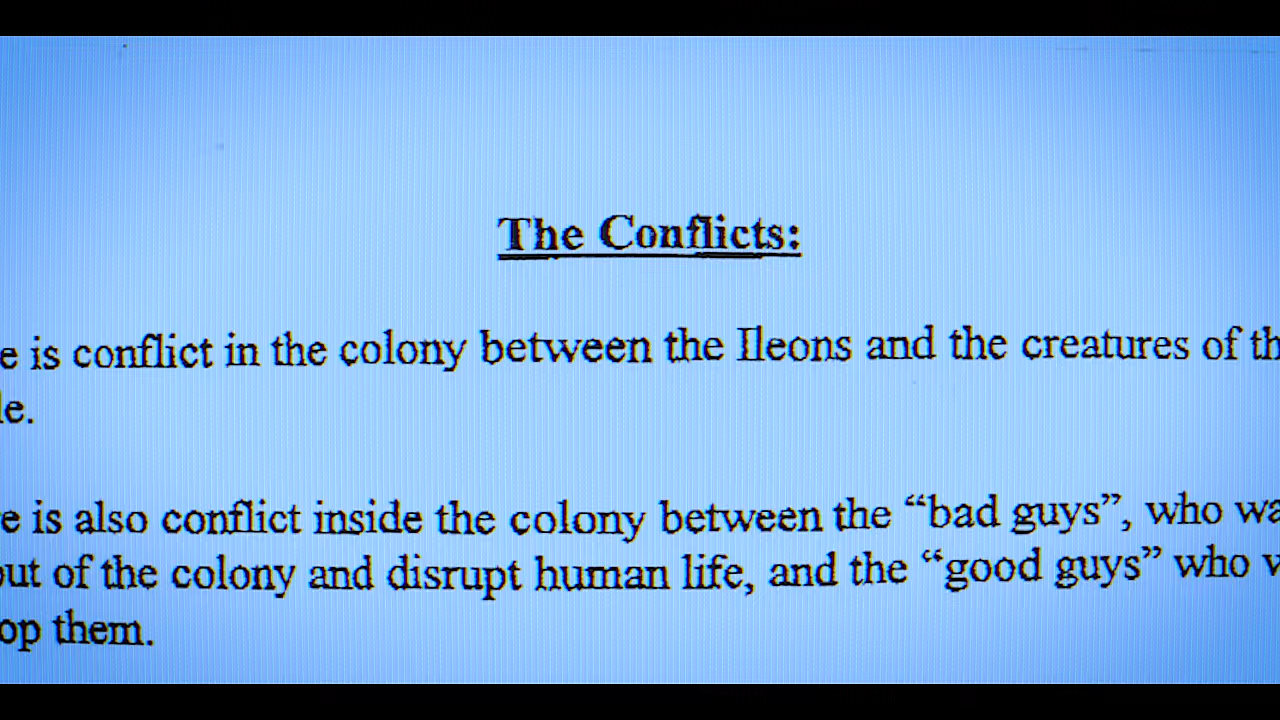 The Conflicts:
e is conflict in the colony between the Ileons and the creatures of th
le.
e is also conflict inside the colony between the “bad guys”, who wa
out of the colony and disrupt human life, and the “good guys” who w
op them.